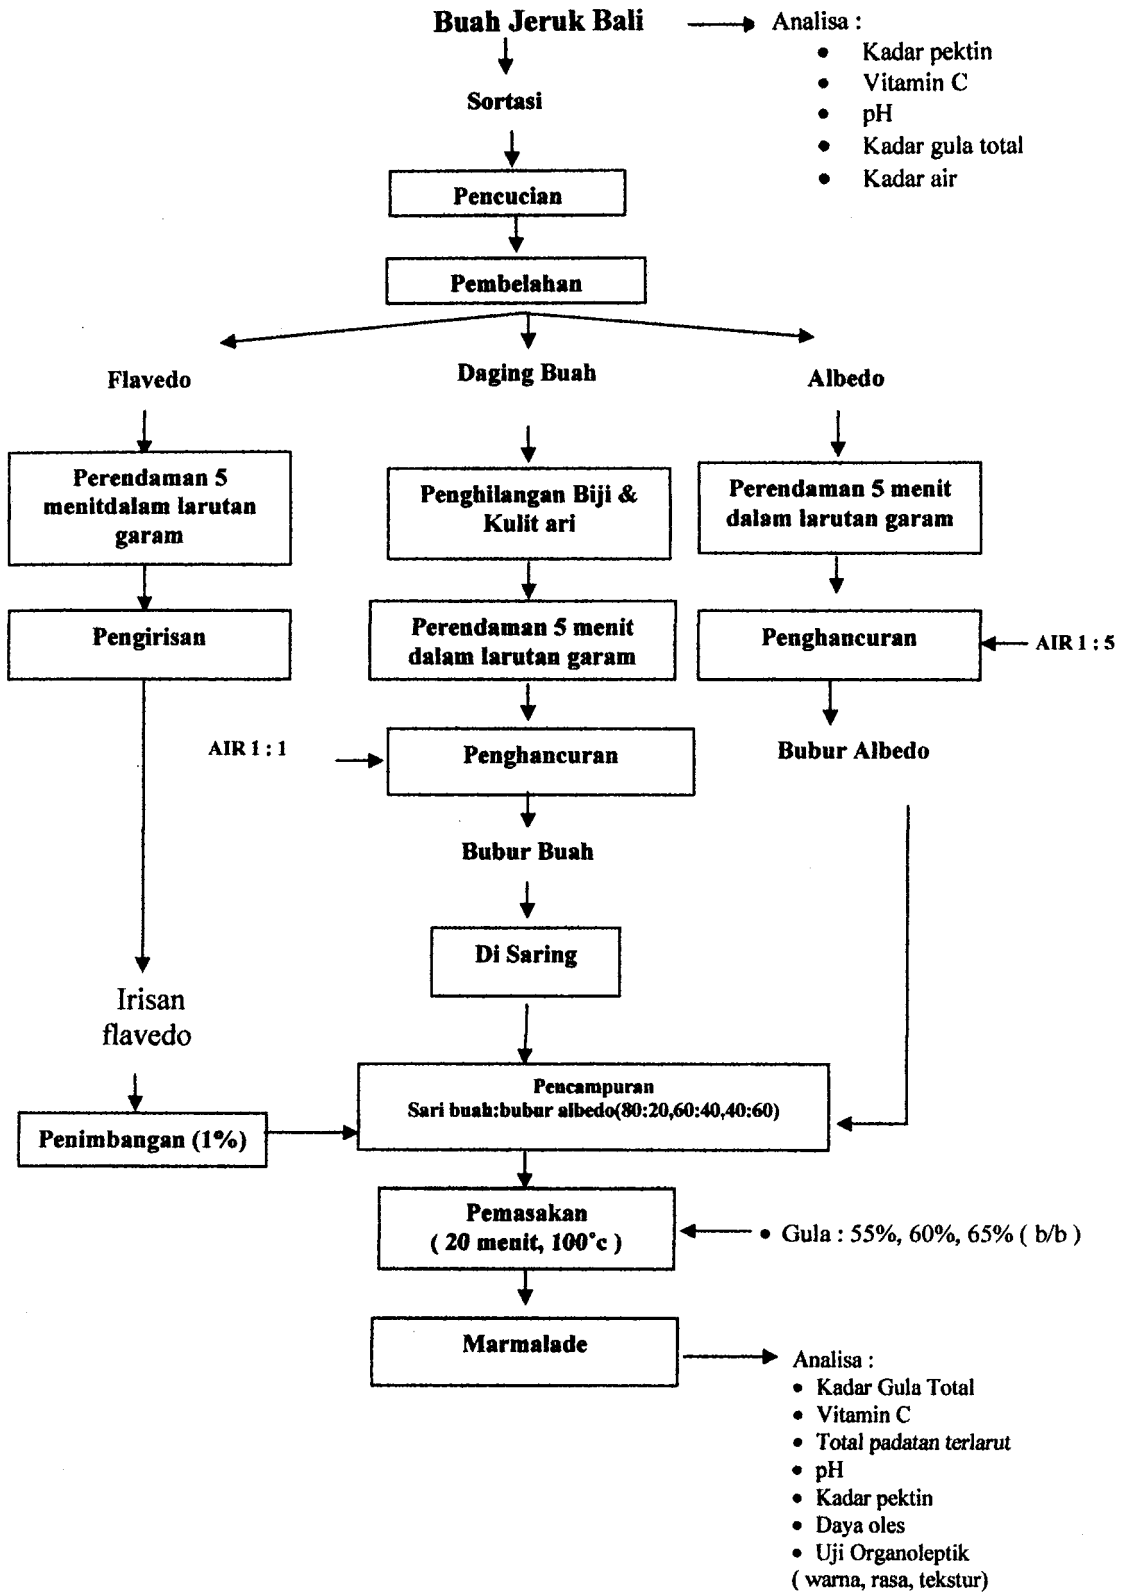 Buah Jeruk Bali
Analisa :
• Kadar pektin
• Vitamin C
• pH
• Kadar gula total
• Kadar air
Sortasi
Pencucian
Pembelahan
Flavedo
Daging Buah
Albedo
Perendaman 5
menitdalam larutan
garam
Penghilangan Biji &
Kulit ari
Perendaman 5 menit
dalam larutan garam
Pengirisan
Perendaman 5 menit
dalam larutan garam
Penghancuran
AIR 1 : 5
AIR 1 : 1
Penghancuran
Bubur Albedo
Bubur Buah
Di Saring
Irisan
flavedo
Pencampuran
Sari buah:bubur albedo(80:20,60:40,40:60)
Penimbangan (1%)
Pemasakan
( 20 menit, 100°c )
• Gula : 55%, 60%, 65% ( b/b )
Marmalade
Analisa :
• Kadar Gula Total
• Vitamin C
• Total padatan terlarut
• pH
• Kadar pektin
• Daya oles
• Uji Organoleptik
( warna, rasa, tekstur)